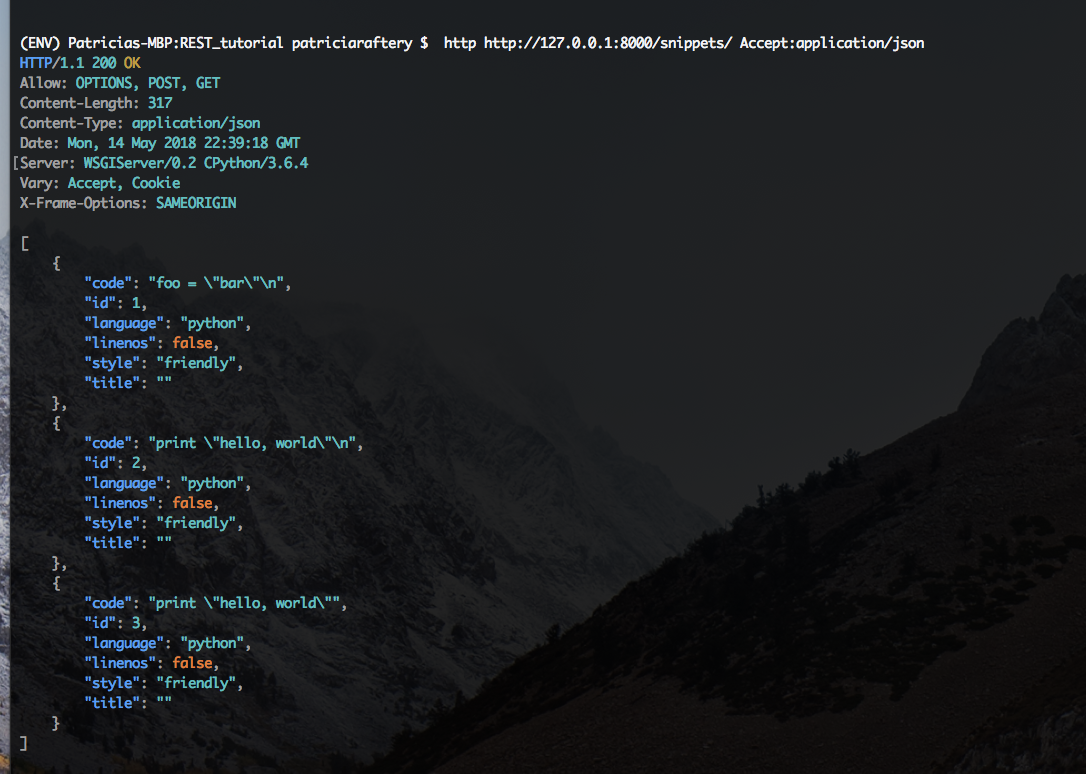 (ENV) Patricias-MBP:REST_tutorial patriciaraftery $  http http://127.0.0.1:8000/snippets/ Accept:application/json
HTTP/1.1 200 OK
Allow: OPTIONS, POST, GET
Content-Length: 317
Content-Type: application/json
Date: Mon, 14 May 2018 22:39:18 GMT
[Server: WSGIServer/0.2 CPython/3.6.4
Vary: Accept, Cookie
X-Frame-Options: SAMEORIGIN

[
    {
        "code": "foo = \"bar\"\n",
        "id": 1,
        "language": "python",
        "linenos": false,
        "style": "friendly",
        "title": ""
    },
    {
        "code": "print \"hello, world\"\n",
        "id": 2,
        "language": "python",
        "linenos": false,
        "style": "friendly",
        "title": ""
    },
    {
        "code": "print \"hello, world\"",
        "id": 3,
        "language": "python",
        "linenos": false,
        "style": "friendly",
        "title": ""
    }
]